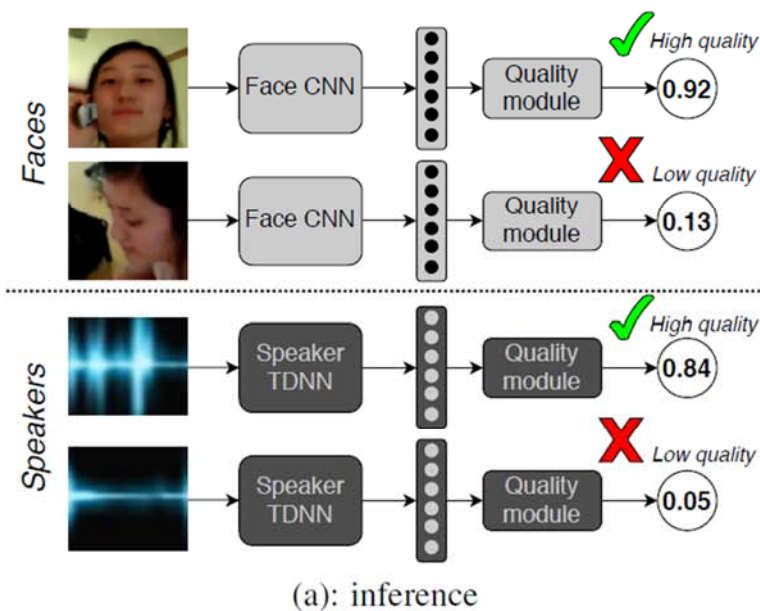 Faces
Face CNN
Quality
module
High quality
0.92
Face CNN
Quality
module
Low quality
0.13
Speakers
Speaker
TDNN
Quality
module
High quality
0.84
Speaker
TDNN
Quality
module
Low quality
0.05
(a): inference